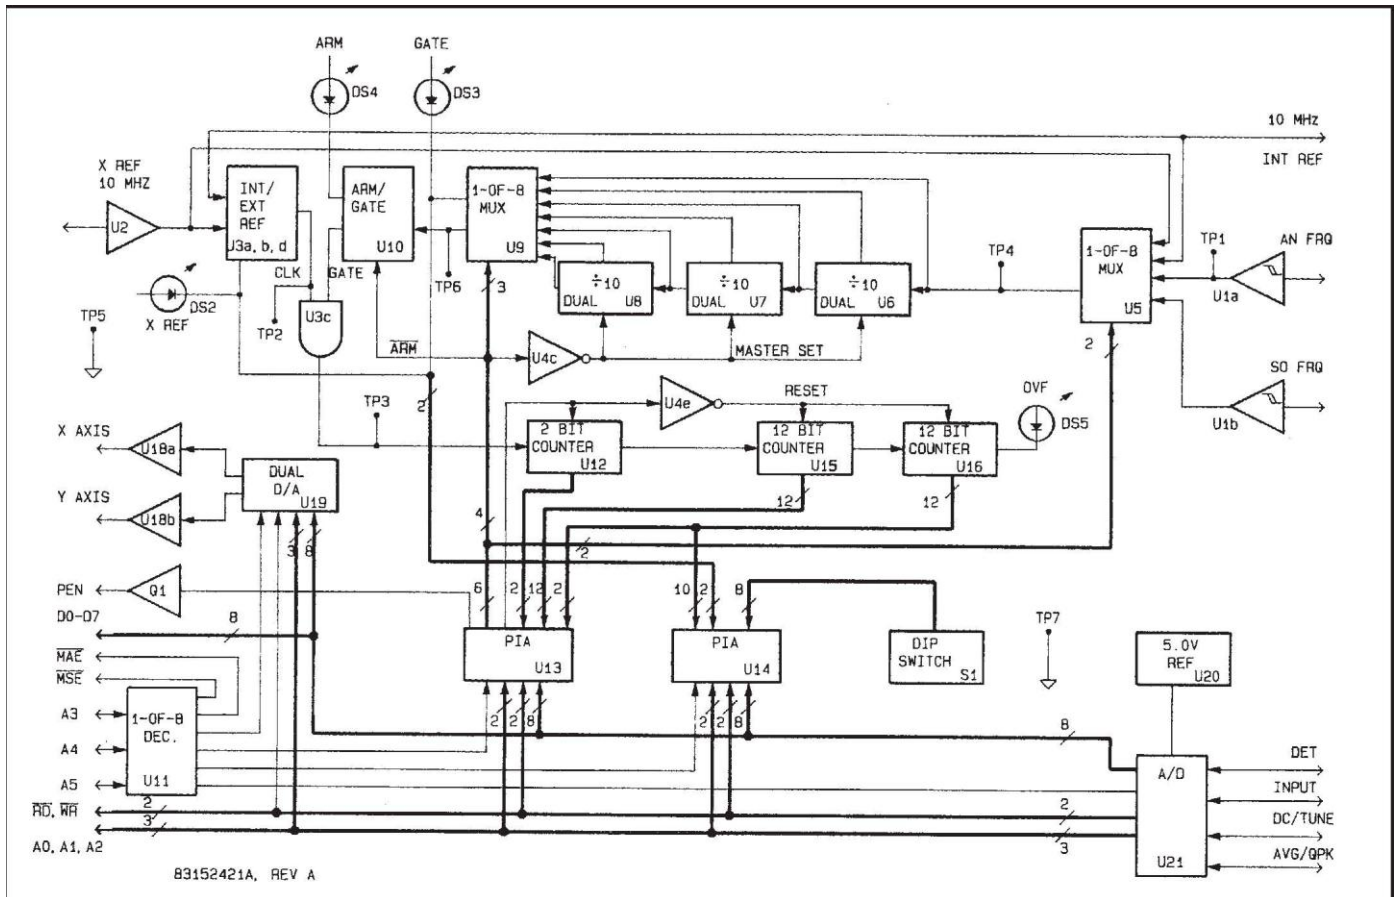 ARM GATE
DS4 DS3
10 MHz
INT REF
X REF
10 MHZ
U2
INT/
EXT
REF
U3a, b, d
ARM/
GATE
U10
1-OF-8
MUX
U9
÷10
DUAL U8
÷10
DUAL U7
÷10
DUAL U6
TP4
1-OF-8
MUX
U5
TP1
AN FRQ
U1a
CLK GATE
TP6
3
DS2
X REF
TP5
TP2
U3c
ARM
U4c
MASTER SET
2
SO FRQ
U1b
2
TP3
U4e
RESET
OVF
DS5
2 BIT
COUNTER
U12
12 BIT
COUNTER
U15
12 BIT
COUNTER
U16
X AXIS
U18a
Y AXIS
U18b
DUAL
D/A
U19
12
12
4
2
3 8
PEN
Q1
6 2 12 2
10 2 8
D0-D7
8
PIA
U13
PIA
U14
DIP
SWITCH
S1
TP7
5.0V
REF
U20
MAE
MSE
A3
A4
A5
1-OF-8
DEC.
U11
2 2 8
2 2 8
8
A/D
U21
DET
INPUT
DC/TUNE
AVG/QPK
RD, WR
2
2
3
3
A0, A1, A2
83152421A, REV A